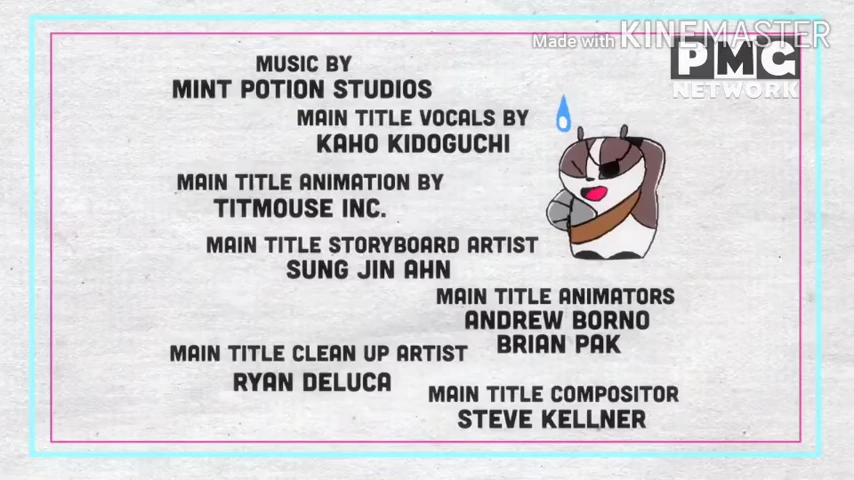 Made with KINEMASTER
PMG
NETWORK
MUSIC BY
MINT POTION STUDIOS
MAIN TITLE VOCALS BY
KAHO KIDOGUCHI
MAIN TITLE ANIMATION BY
TITMOUSE INC.
MAIN TITLE STORYBOARD ARTIST
SUNG JIN AHN
MAIN TITLE ANIMATORS
ANDREW BORNO
BRIAN PAK
MAIN TITLE CLEAN UP ARTIST
RYAN DELUCA
MAIN TITLE COMPOSITOR
STEVE KELLNER